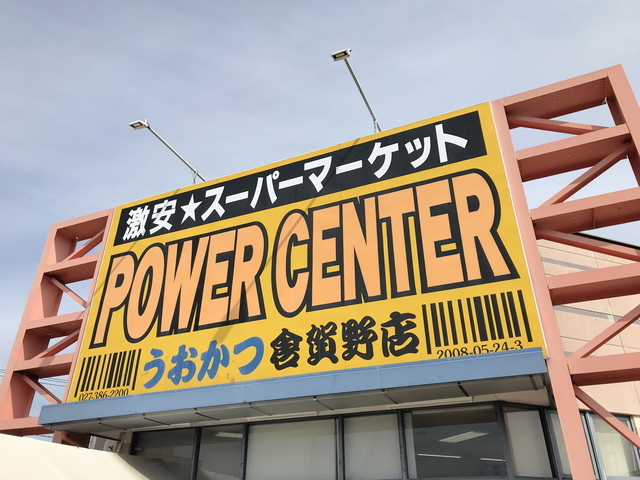 激安★スーパーマーケット
POWER CENTER
うおかつ 倉賀野店
027-386-2200
2008-05-24-3